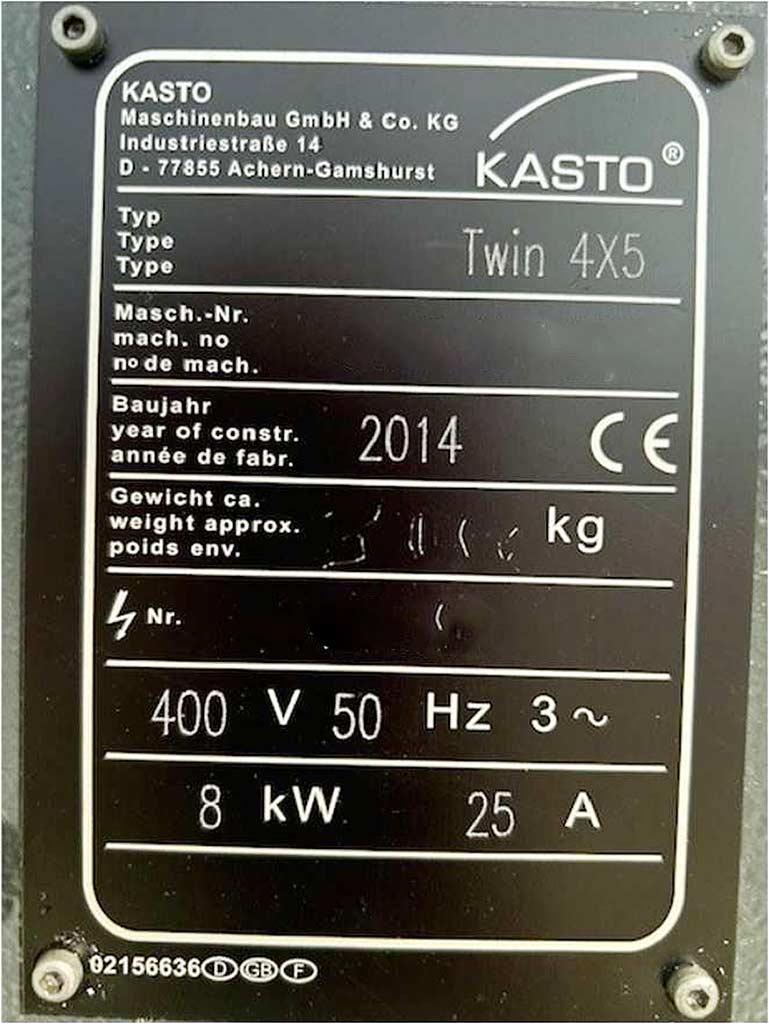 KASTO
Maschinenbau GmbH & Co. KG
Industriestraße 14
D - 77855 Achern-Gamshurst
KASTO®
Typ
Type
Type
Twin 4X5
Masch.-Nr.
mach. no
nº de mach.
Baujahr
year of constr.
année de fabr.
2014
CE
Gewicht ca.
weight approx.
poids env.
kg
Nr.
400 V 50 Hz 3 ~
8 kW 25 A
02156636 D GB F